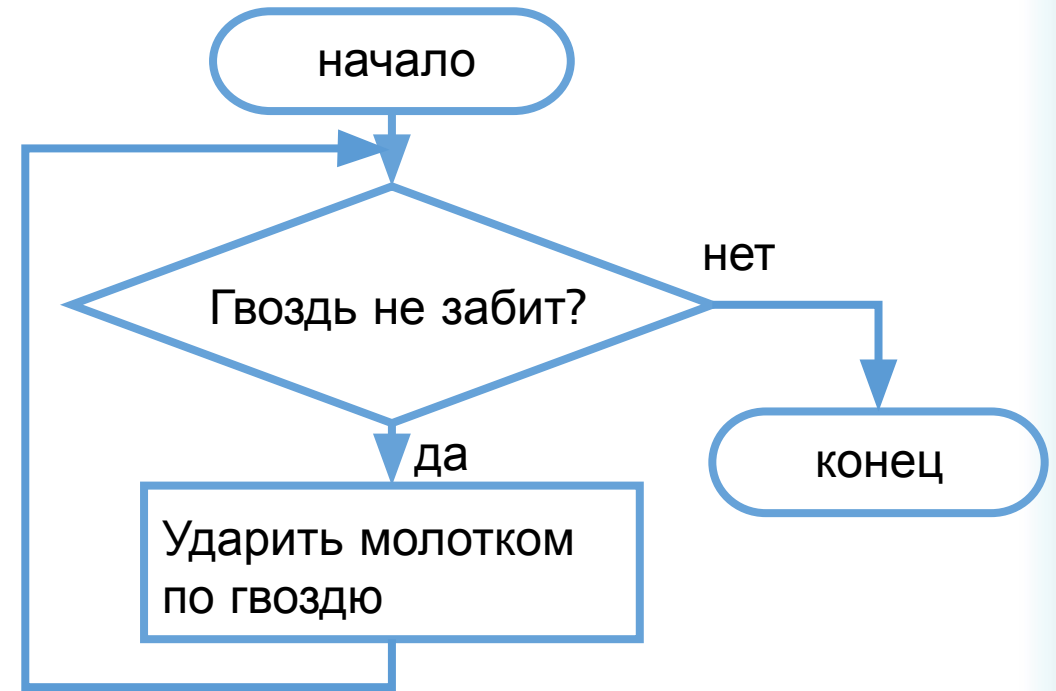 начало
Гвоздь не забит?
нет
да
конец
Ударить молотком
по гвоздю